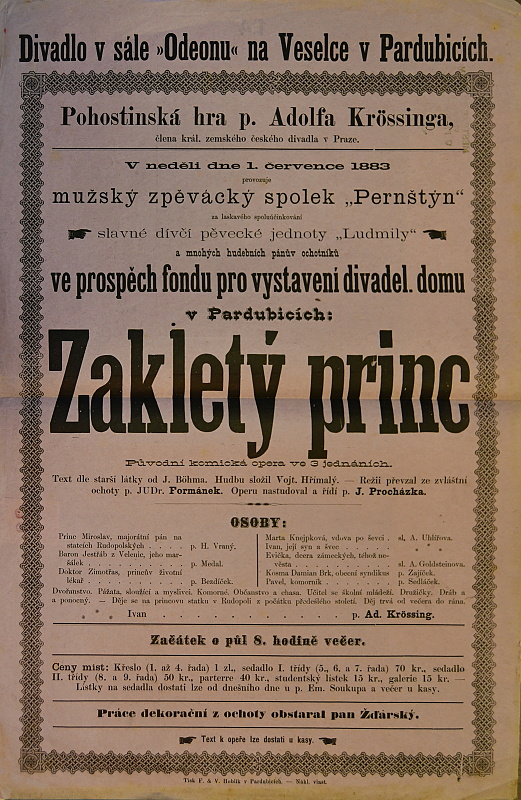 Divadlo v sále »Odeonu« na Veselce v Pardubicích.
Pohostinská hra p. Adolfa Krössinga,
člena král. zemského českého divadla v Praze.
V neděli dne 1. července 1883
provozuje
mužský zpěvácký spolek „Pernštýn“
za laskavého spoluúčinkování
slavné dívčí pěvecké jednoty „Ludmily“
a mnohých hudebních pánův ochotníků
ve prospěch fondu pro vystavení divadel. domu
v Pardubicích:
Zakletý princ
Původní komická opera ve 3 jednáních.
Text dle starší látky od J. Böhma. Hudbu složil Vojt. Hřímalý. — Režii převzal ze zvláštní
ochoty p. JUDr. Formánek. Operu nastudoval a řídí p. J. Procházka.
OSOBY:
Princ Miroslav, majorátní pán na
statcích Rudopolských . . . . p. H. Vraný.
Baron Jestřáb z Velenic, jeho mar-
šálek . . . . . . . . p. Medal.
Doktor Zimotřas, princův životní
lékař . . . . . . . . p. Bezdíček.
Marta Knejpková, vdova po ševci . sl. A. Uhlířova.
Ivan, její syn a švec . . . . * * *
Evička, dcera zámeckých, téhož ne-
věsta . . . . . . . sl. A. Goldsteinova.
Kosma Damian Brk, obecní syndikus p. Zajíček.
Pavel, komorník . . . . . . p. Sedláček.
Dvořanstvo. Pážata, sloužící a myslivci. Komorné. Občanstvo a chasa. Učitel se školní mládeží. Družičky. Dráb a
a ponocný. — Děje se na princovu statku v Rudopolí z počátku předešlého století. Děj trvá od večera do rána.
* * * Ivan . . . . . . . . . . p. Ad. Krössing.
Začátek o půl 8. hodině večer.
Ceny míst: Křeslo (1. až 4. řada) 1 zl., sedadlo I. třídy (5., 6. a 7. řada) 70 kr., sedadlo
II. třídy (8. a 9. řada) 50 kr., parterre 40 kr., studentský lístek 15 kr., galerie 15 kr. —
Lístky na sedadla dostati lze od dnešního dne u p. Em. Soukupa a večer u kasy.
Práce dekorační z ochoty obstaral pan Žďárský.
Text k opeře lze dostati u kasy.
Tisk F. & V. Hoblík v Pardubicích. — Nákl. vlast.